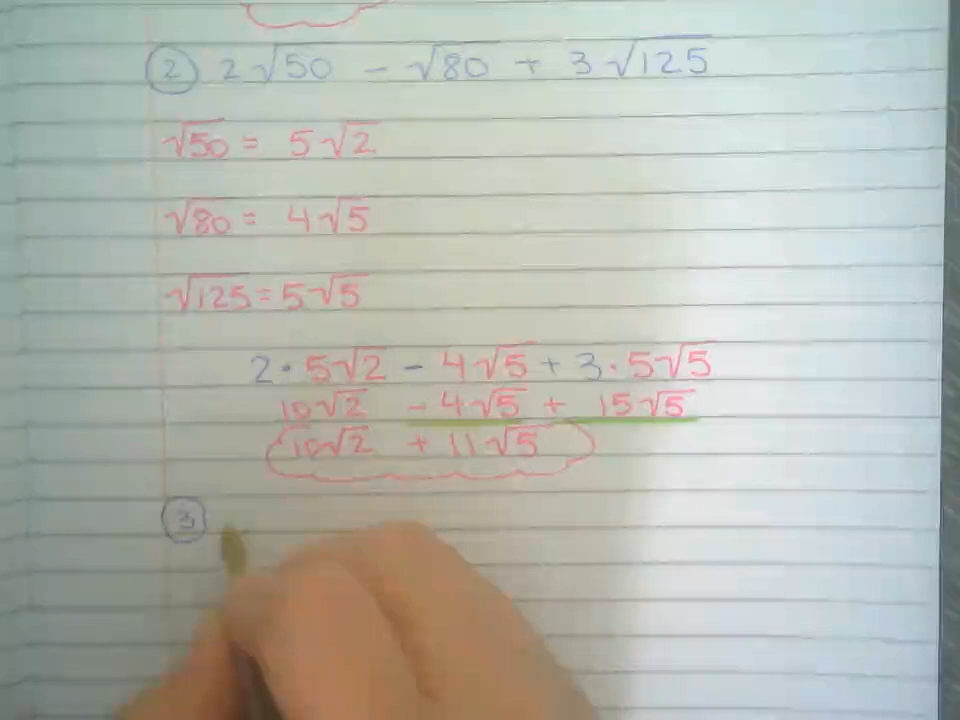 ② 2√50 - √80 + 3√125
√50 = 5√2
√80 = 4√5
√125 = 5√5
2·5√2 - 4√5 + 3·5√5
10√2 - 4√5 + 15√5
10√2 + 11√5
③